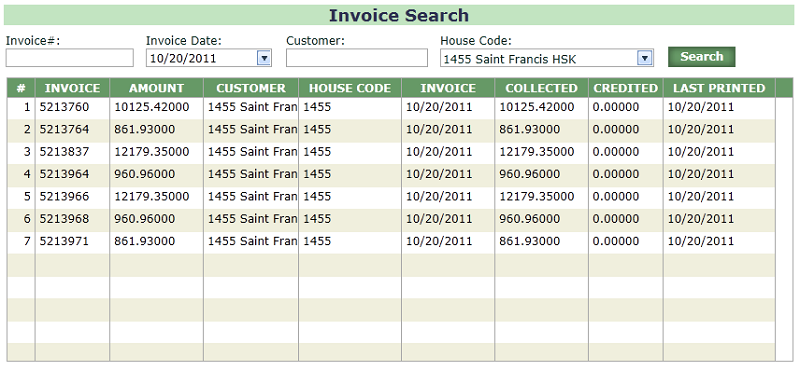 Invoice Search
Invoice#: Invoice Date: Customer: House Code:
10/20/2011 1455 Saint Francis HSK Search
# INVOICE AMOUNT CUSTOMER HOUSE CODE INVOICE COLLECTED CREDITED LAST PRINTED
1 5213760 10125.42000 1455 Saint Fran 1455 10/20/2011 10125.42000 0.00000 10/20/2011
2 5213764 861.93000 1455 Saint Fran 1455 10/20/2011 861.93000 0.00000 10/20/2011
3 5213837 12179.35000 1455 Saint Fran 1455 10/20/2011 12179.35000 0.00000 10/20/2011
4 5213964 960.96000 1455 Saint Fran 1455 10/20/2011 960.96000 0.00000 10/20/2011
5 5213966 12179.35000 1455 Saint Fran 1455 10/20/2011 12179.35000 0.00000 10/20/2011
6 5213968 960.96000 1455 Saint Fran 1455 10/20/2011 960.96000 0.00000 10/20/2011
7 5213971 861.93000 1455 Saint Fran 1455 10/20/2011 861.93000 0.00000 10/20/2011